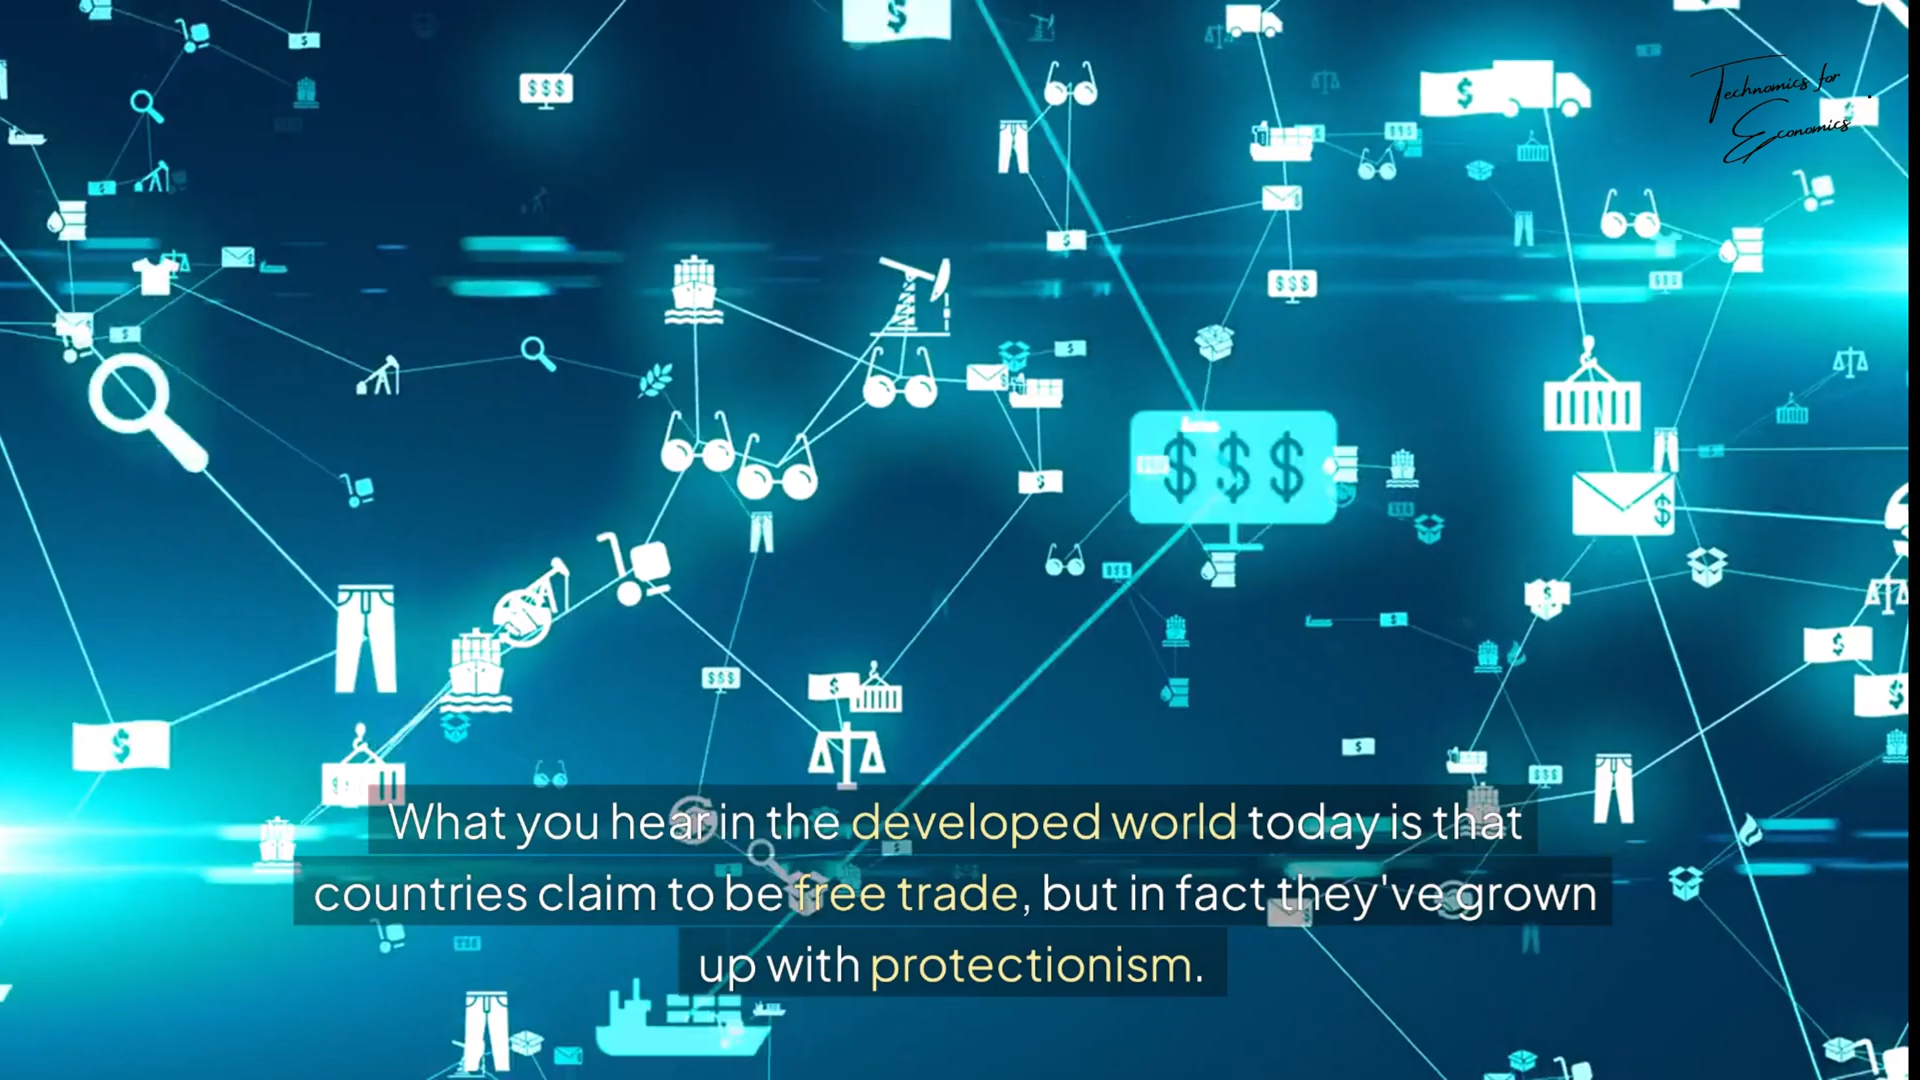 Technomics for
Economics
What you hear in the developed world today is that
countries claim to be free trade, but in fact they've grown
up with protectionism.